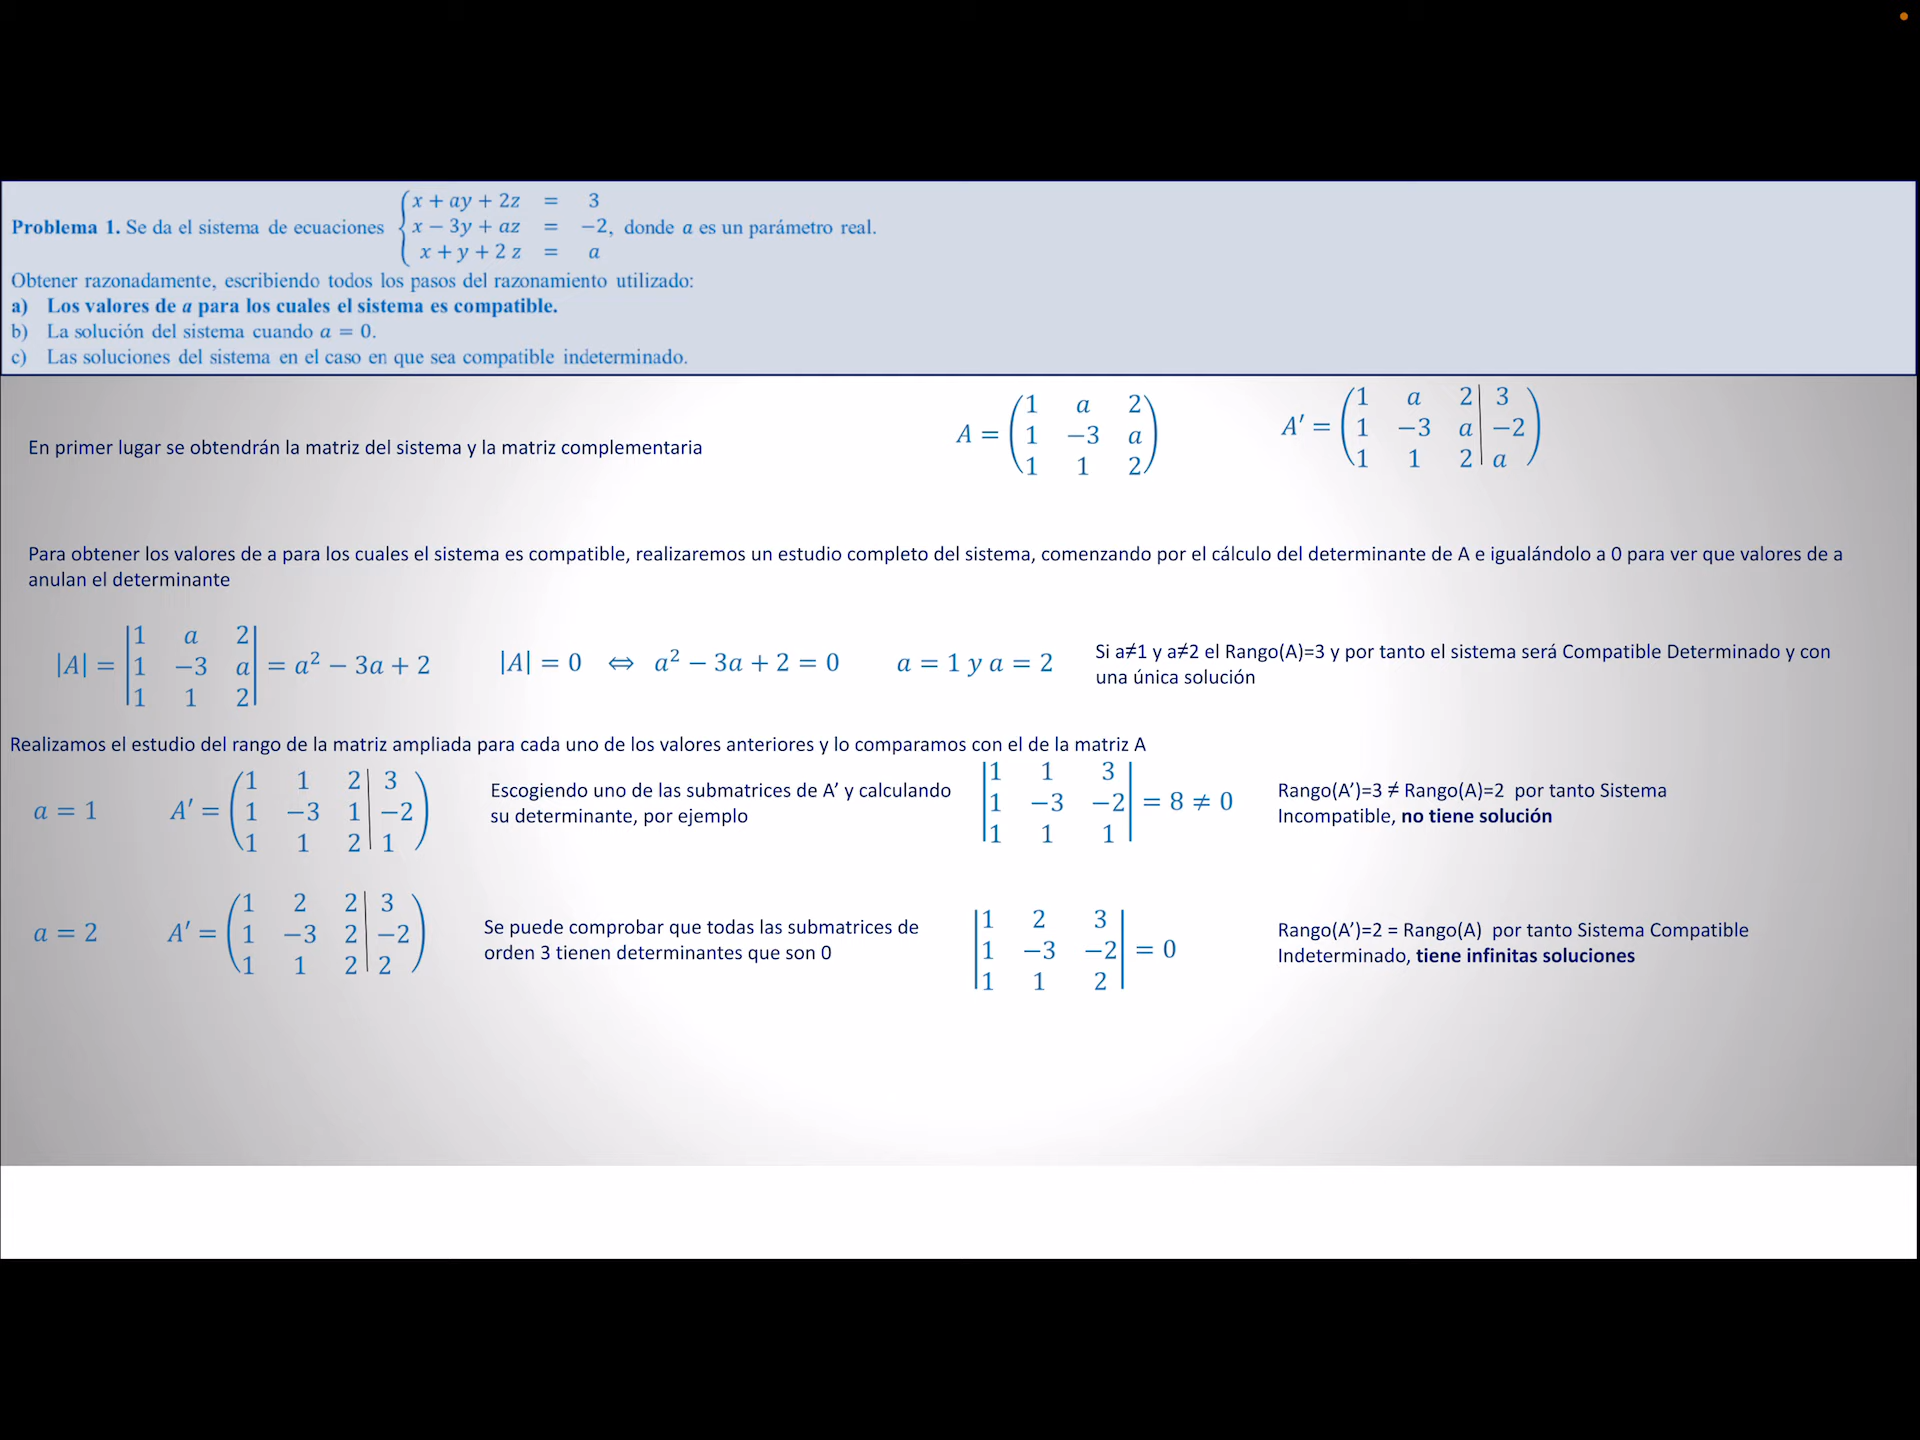 Problema 1. Se da el sistema de ecuaciones { x + ay + 2z = 3
x − 3y + az = −2, donde a es un parámetro real.
x + y + 2 z = a
Obtener razonadamente, escribiendo todos los pasos del razonamiento utilizado:
a) Los valores de a para los cuales el sistema es compatible.
b) La solución del sistema cuando a = 0.
c) Las soluciones del sistema en el caso en que sea compatible indeterminado.
En primer lugar se obtendrán la matriz del sistema y la matriz complementaria
A = (1 a 2
1 −3 a
1 1 2)
A′ = (1 a 2 | 3
1 −3 a | −2
1 1 2 | a)
Para obtener los valores de a para los cuales el sistema es compatible, realizaremos un estudio completo del sistema, comenzando por el cálculo del determinante de A e igualándolo a 0 para ver que valores de a
anulan el determinante
|A| = |1 a 2|
|1 −3 a| = a² − 3a + 2
|1 1 2|
|A| = 0 ⇔ a² − 3a + 2 = 0 a = 1 y a = 2
Si a≠1 y a≠2 el Rango(A)=3 y por tanto el sistema será Compatible Determinado y con
una única solución
Realizamos el estudio del rango de la matriz ampliada para cada uno de los valores anteriores y lo comparamos con el de la matriz A
a = 1
A′ = (1 1 2 | 3
1 −3 1 | −2
1 1 2 | 1)
Escogiendo uno de las submatrices de A’ y calculando
su determinante, por ejemplo
|1 1 3|
|1 −3 −2| = 8 ≠ 0
|1 1 1|
Rango(A’)=3 ≠ Rango(A)=2 por tanto Sistema
Incompatible, no tiene solución
a = 2
A′ = (1 2 2 | 3
1 −3 2 | −2
1 1 2 | 2)
Se puede comprobar que todas las submatrices de
orden 3 tienen determinantes que son 0
|1 2 3|
|1 −3 −2| = 0
|1 1 2|
Rango(A’)=2 = Rango(A) por tanto Sistema Compatible
Indeterminado, tiene infinitas soluciones